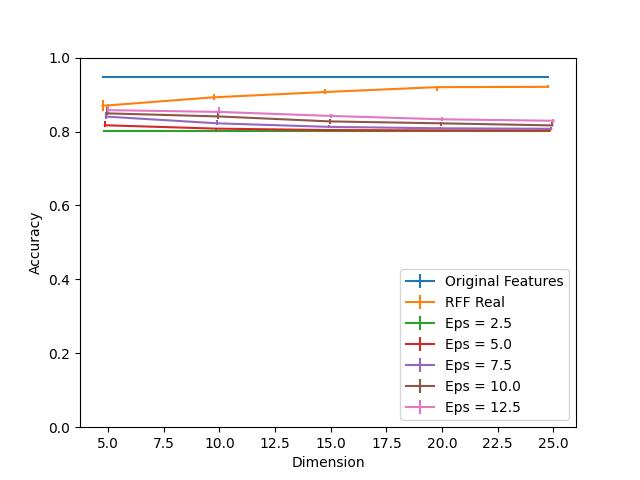 1.0
0.8
0.6
0.4
0.2
0.0
Accuracy
Original Features
RFF Real
Eps = 2.5
Eps = 5.0
Eps = 7.5
Eps = 10.0
Eps = 12.5
5.0 7.5 10.0 12.5 15.0 17.5 20.0 22.5 25.0
Dimension